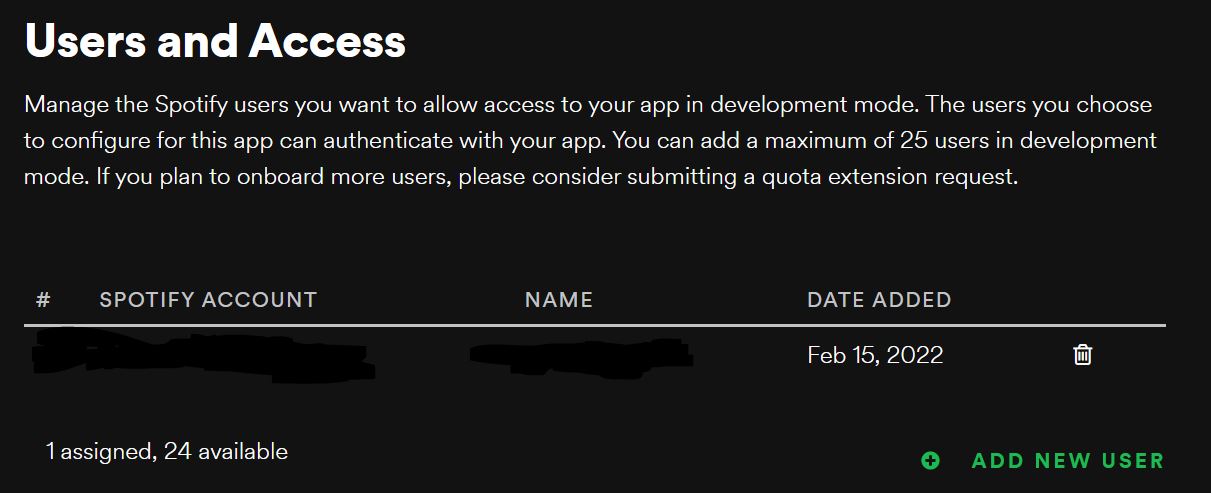 Users and Access
Manage the Spotify users you want to allow access to your app in development mode. The users you choose
to configure for this app can authenticate with your app. You can add a maximum of 25 users in development
mode. If you plan to onboard more users, please consider submitting a quota extension request.
# SPOTIFY ACCOUNT NAME DATE ADDED
Feb 15, 2022
1 assigned, 24 available
ADD NEW USER